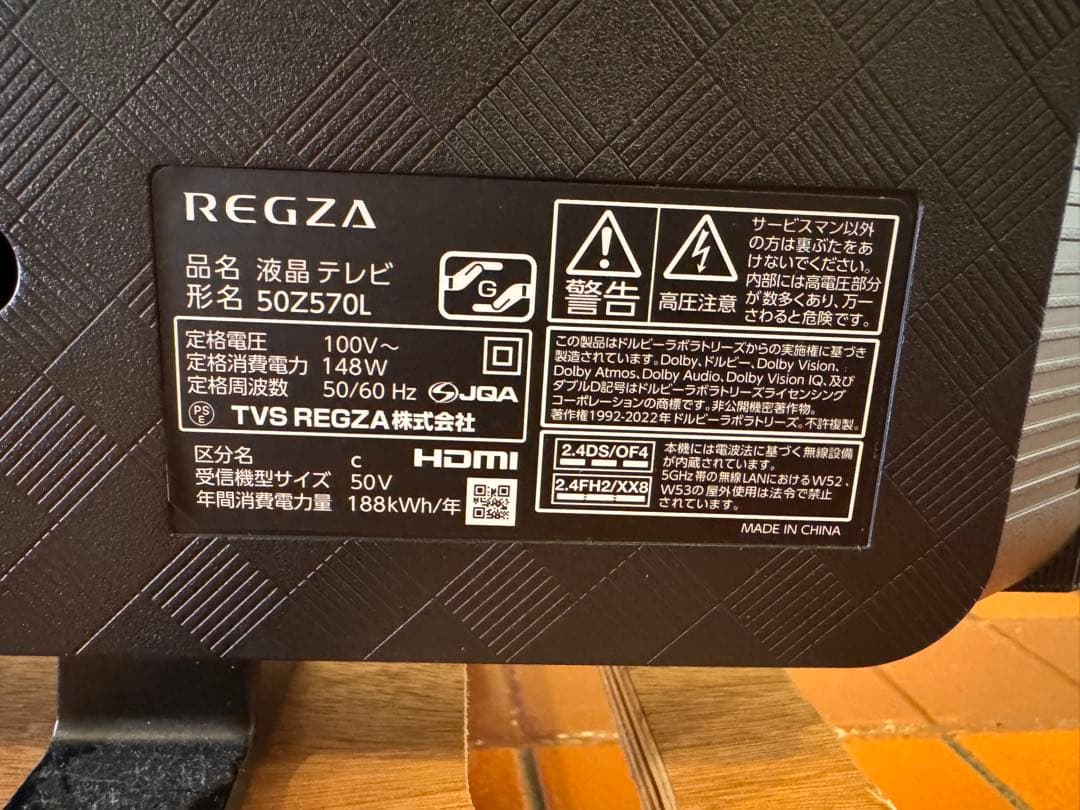 REGZA
品名 液晶テレビ
形名 50Z570L
G
定格電圧 100V～
定格消費電力 148W
定格周波数 50/60 Hz
JQA
PS
E
TVS REGZA株式会社
区分名 c
受信機型サイズ 50V
年間消費電力量 188kWh/年
HDMI
警告
高圧注意
サービスマン以外
の方は裏ぶたをあ
けないでください。
内部には高電圧部分
が数多くあり、万一
さわると危険です。
この製品はドルビーラボラトリーズからの実施権に基づき
製造されています。Dolby、ドルビー、Dolby Vision、
Dolby Atmos、Dolby Audio、Dolby Vision IQ、及び
ダブルD記号はドルビーラボラトリーズライセンシング
コーポレーションの商標です。非公開機密著作物。
著作権1992-2022年ドルビーラボラトリーズ。不許複製。
2.4DS/OF4
2.4FH2/XX8
本機には電波法に基づく無線設備
が内蔵されています。
5GHz帯の無線LANにおけるW52、
W53の屋外使用は法令で禁止
されています。
MADE IN CHINA